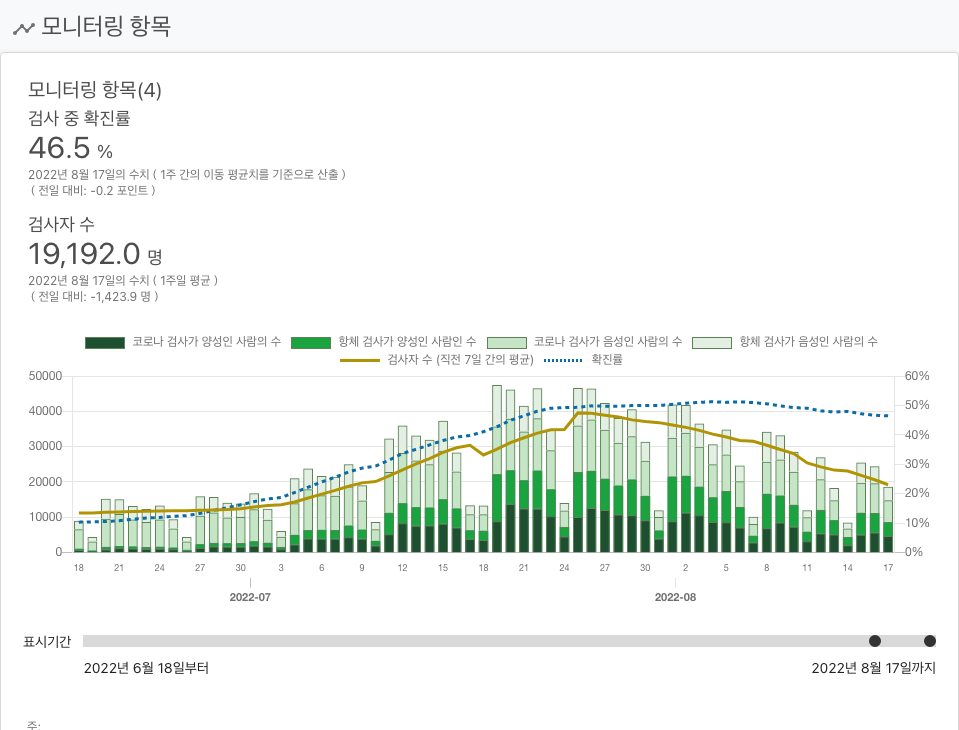 모니터링 항목
모니터링 항목(4)
검사 중 확진률
46.5 %
2022년 8월 17일의 수치 ( 1주 간의 이동 평균치를 기준으로 산출 )
( 전일 대비: -0.2 포인트 )
검사자 수
19,192.0 명
2022년 8월 17일의 수치 ( 1주일 평균 )
( 전일 대비: -1,423.9 명 )
코로나 검사가 양성인 사람의 수 항체 검사가 양성인 사람인 수 코로나 검사가 음성인 사람의 수 항체 검사가 음성인 사람의 수
검사자 수 (직전 7일 간의 평균) 확진률
50000 60%
40000 50%
30000 40%
20000 30%
10000 20%
0 10%
0%
18 21 24 27 30 3 6 9 12 15 18 21 24 27 30 2 5 8 11 14 17
2022-07 2022-08
표시기간
2022년 6월 18일부터 2022년 8월 17일까지
주: